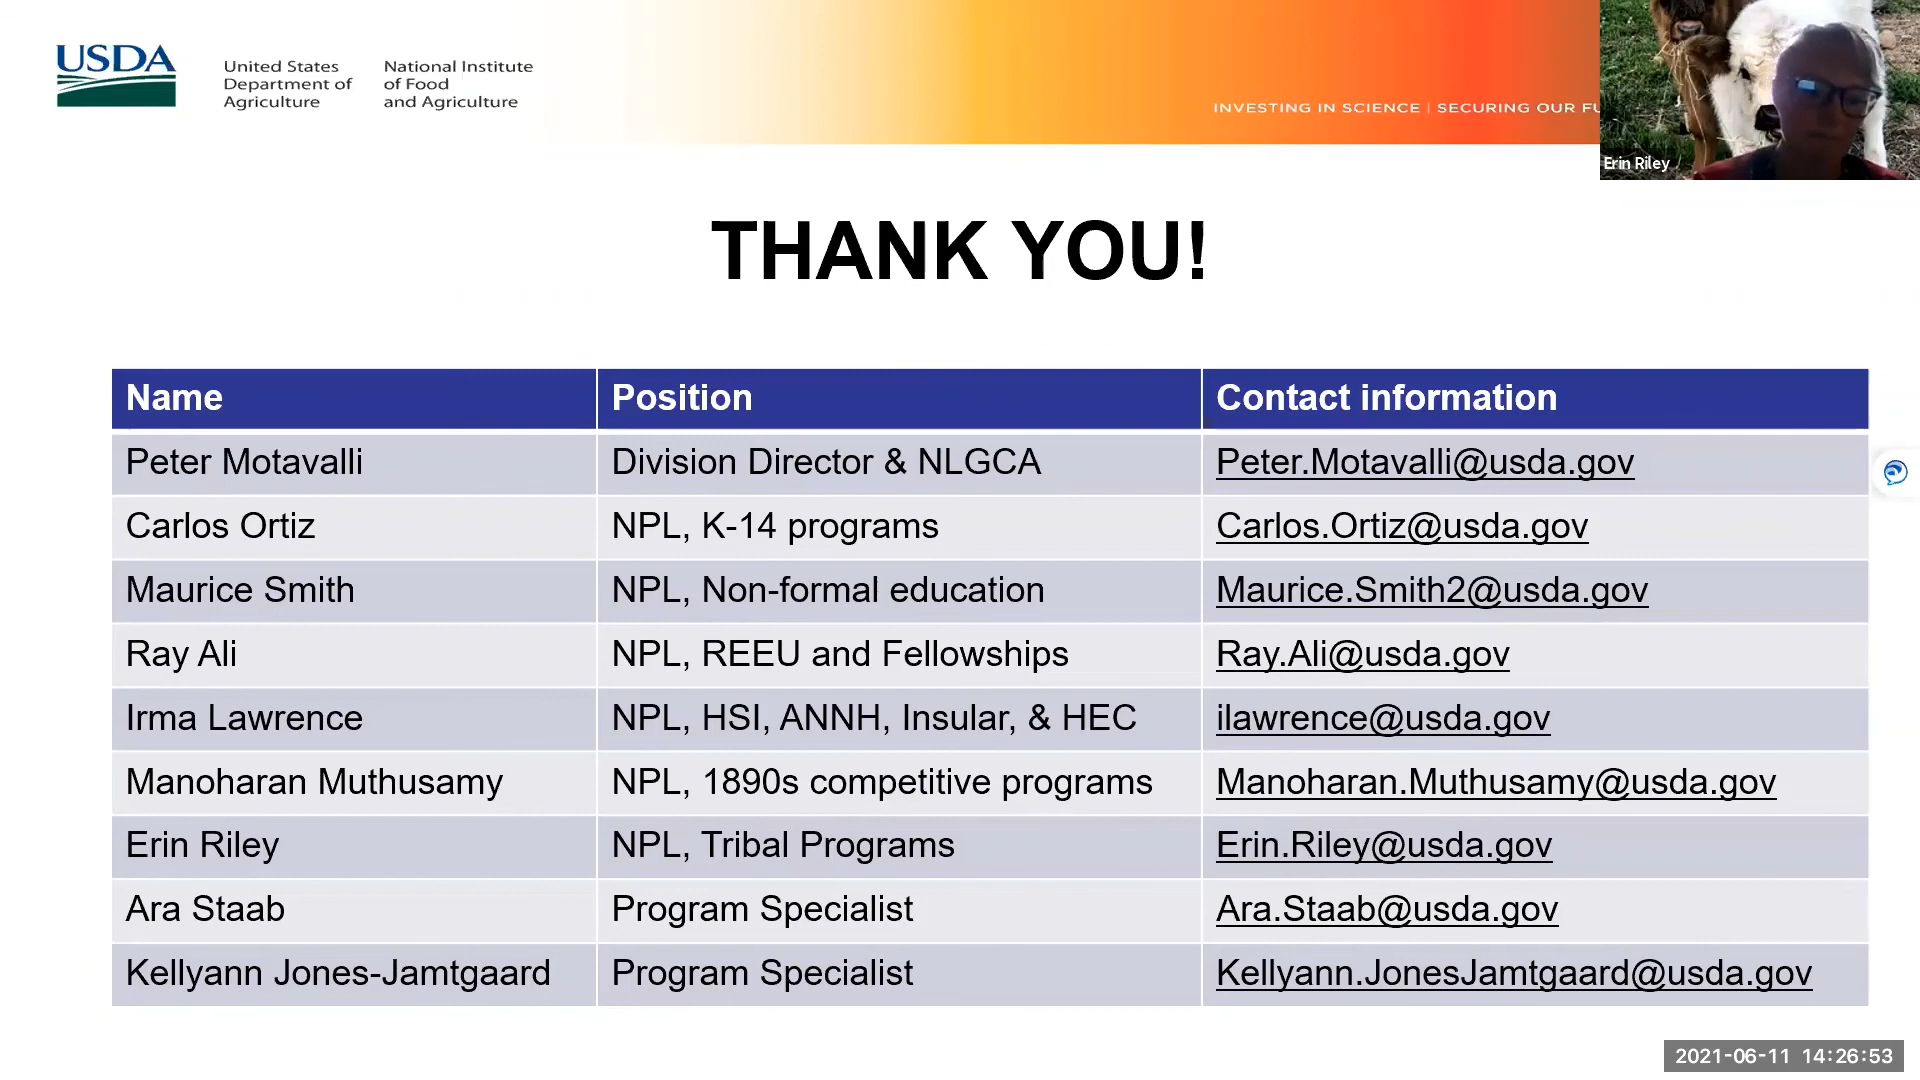 USDA
United States
Department of
Agriculture
National Institute
of Food
and Agriculture
INVESTING IN SCIENCE | SECURING OUR
Erin Riley
THANK YOU!
Name Position Contact information
Peter Motavalli Division Director & NLGCA Peter.Motavalli@usda.gov
Carlos Ortiz NPL, K-14 programs Carlos.Ortiz@usda.gov
Maurice Smith NPL, Non-formal education Maurice.Smith2@usda.gov
Ray Ali NPL, REEU and Fellowships Ray.Ali@usda.gov
Irma Lawrence NPL, HSI, ANNH, Insular, & HEC ilawrence@usda.gov
Manoharan Muthusamy NPL, 1890s competitive programs Manoharan.Muthusamy@usda.gov
Erin Riley NPL, Tribal Programs Erin.Riley@usda.gov
Ara Staab Program Specialist Ara.Staab@usda.gov
Kellyann Jones-Jamtgaard Program Specialist Kellyann.JonesJamtgaard@usda.gov
2021-06-11 14:26:53